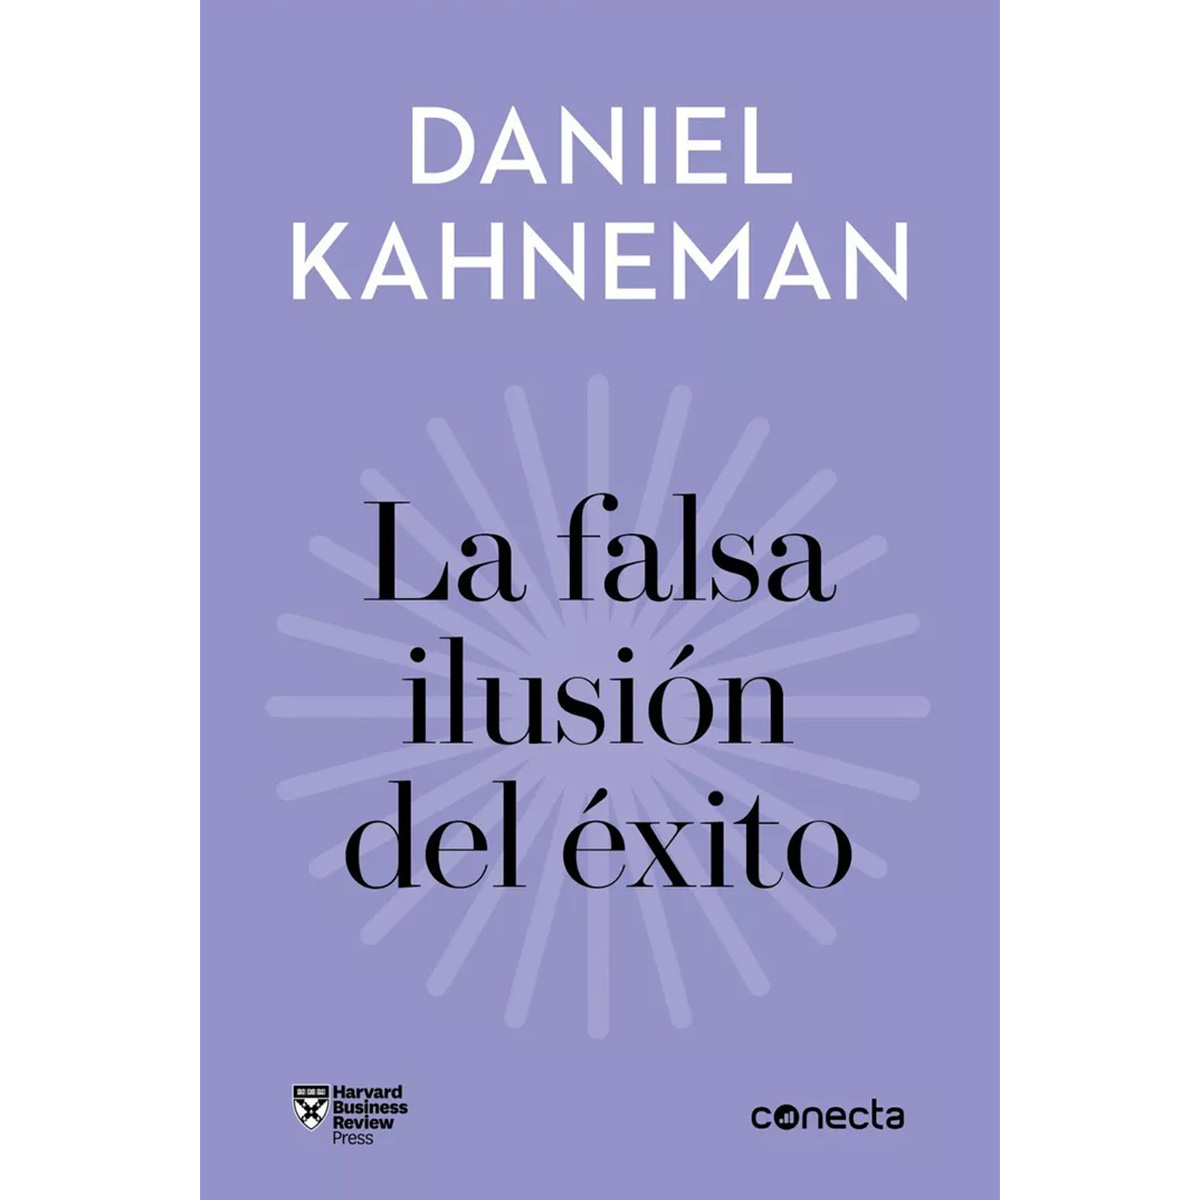 DANIEL
KAHNEMAN
La falsa
ilusión
del éxito
Harvard
Business
Review
Press
conecta